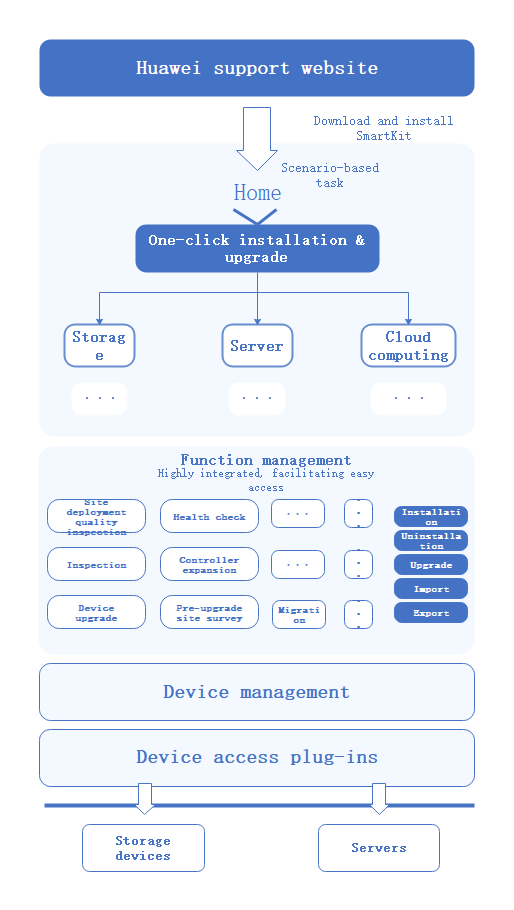 Huawei support website
Download and install
SmartKit
Scenario-based
task
Home
One-click installation &
upgrade
Storag
e
Server
Cloud
computing
...
...
...
Function management
Highly integrated, facilitating easy
access
Site
deployment
quality
inspection
Health check
...
...
Installati
on
Uninstalla
tion
Inspection
Controller
expansion
...
...
Upgrade
Import
Device
upgrade
Pre-upgrade
site survey
Migrati
on
...
Export
Device management
Device access plug-ins
Storage
devices
Servers